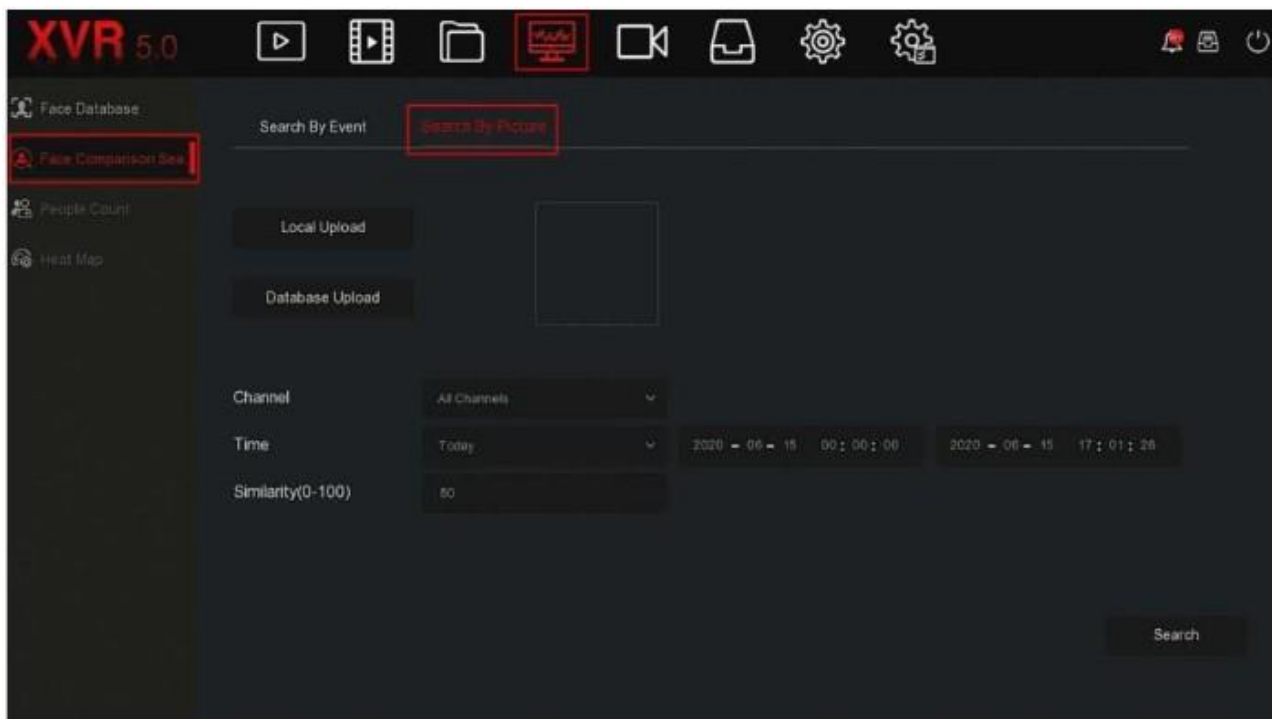 XVR 5.0
Face Database
Search By Event
Search By Picture
Face Comparison Sea
People Count
Heat Map
Local Upload
Database Upload
Channel
All Channels
Time
Today
2020 - 06 - 15 00 : 00 : 00
2020 - 06 - 15 17 : 01 : 26
Similarity(0-100)
80
Search